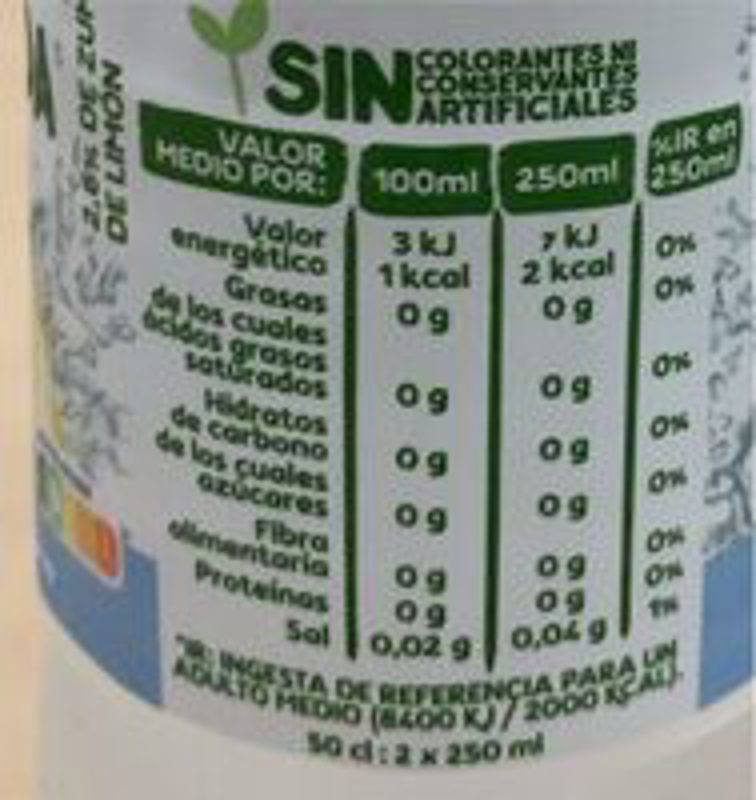 2,6% DE ZUM
DE LIMÓN
SIN COLORANTES NI
CONSERVANTES
ARTIFICIALES
VALOR
MEDIO POR: 100ml 250ml %IR en
250ml
Valor
energético 3 kJ 7 kJ 0%
1 kcal 2 kcal
Grasas 0 g 0 g 0%
de los cuales
ácidos grasos
saturados 0 g 0 g 0%
Hidratos
de carbono 0 g 0 g 0%
de los cuales
azúcares 0 g 0 g 0%
Fibra
alimentaria 0 g 0 g 0%
Proteínas 0 g 0 g 0%
Sal 0,02 g 0,04 g 1%
*IR: INGESTA DE REFERENCIA PARA UN
ADULTO MEDIO (8400 KJ / 2000 KCAL).
50 cl : 2 x 250 ml